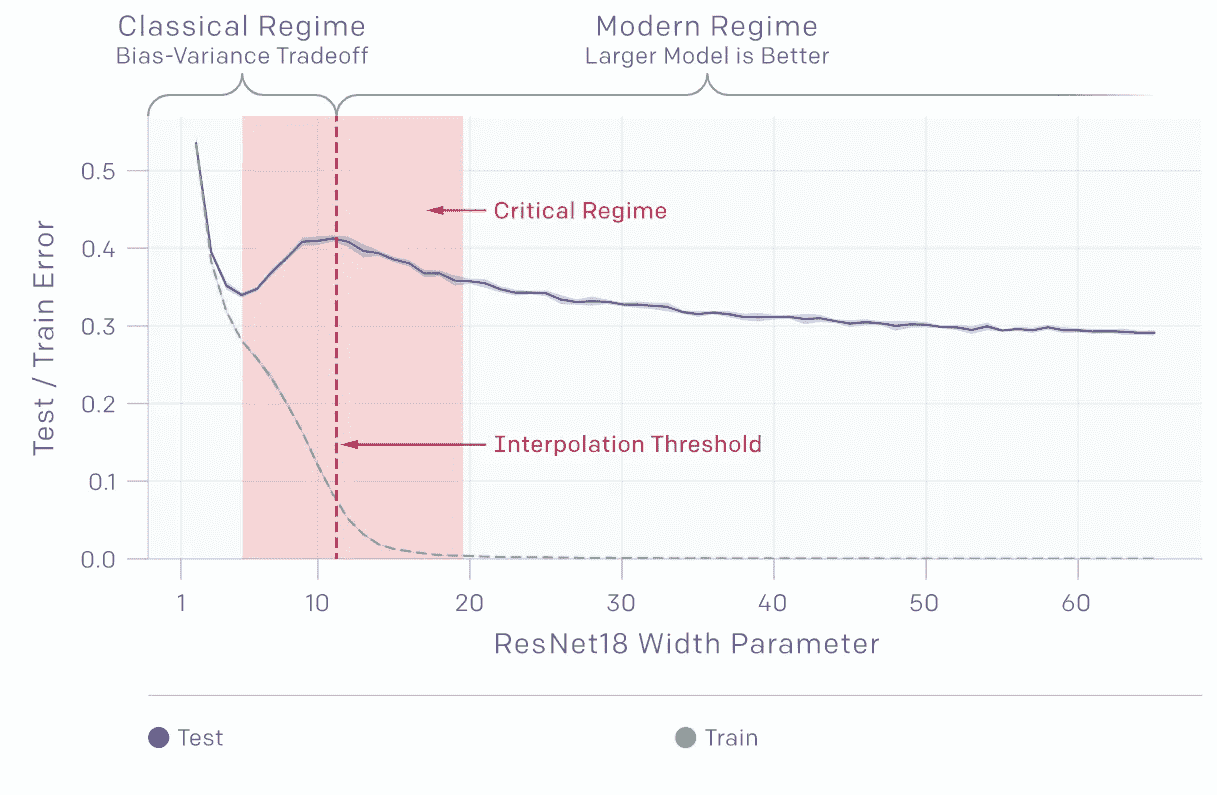 Classical Regime
Bias-Variance Tradeoff
Modern Regime
Larger Model is Better
Test / Train Error
0.5
0.4
0.3
0.2
0.1
0.0
Critical Regime
Interpolation Threshold
1 10 20 30 40 50 60
ResNet18 Width Parameter
Test
Train